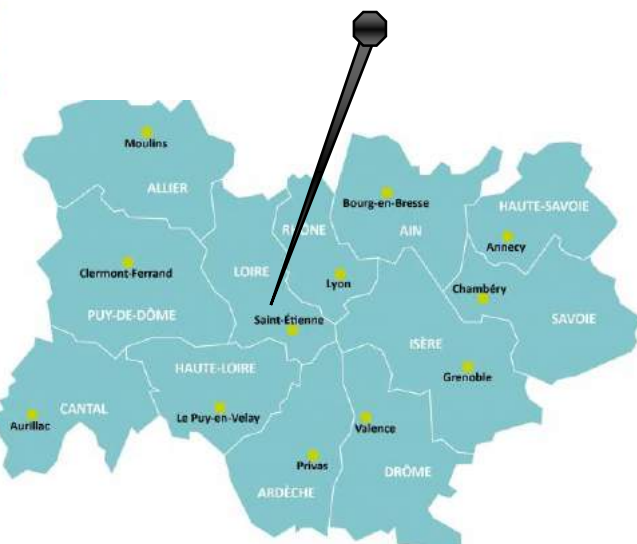 Moulins
ALLIER
Bourg-en-Bresse
HAUTE-SAVOIE
RHÔNE
AIN
Annecy
Clermont-Ferrand
LOIRE
Lyon
Chambéry
PUY-DE-DÔME
Saint-Étienne
SAVOIE
ISÈRE
HAUTE-LOIRE
Grenoble
CANTAL
Le Puy-en-Velay
Aurillac
Valence
Privas
DRÔME
ARDÈCHE